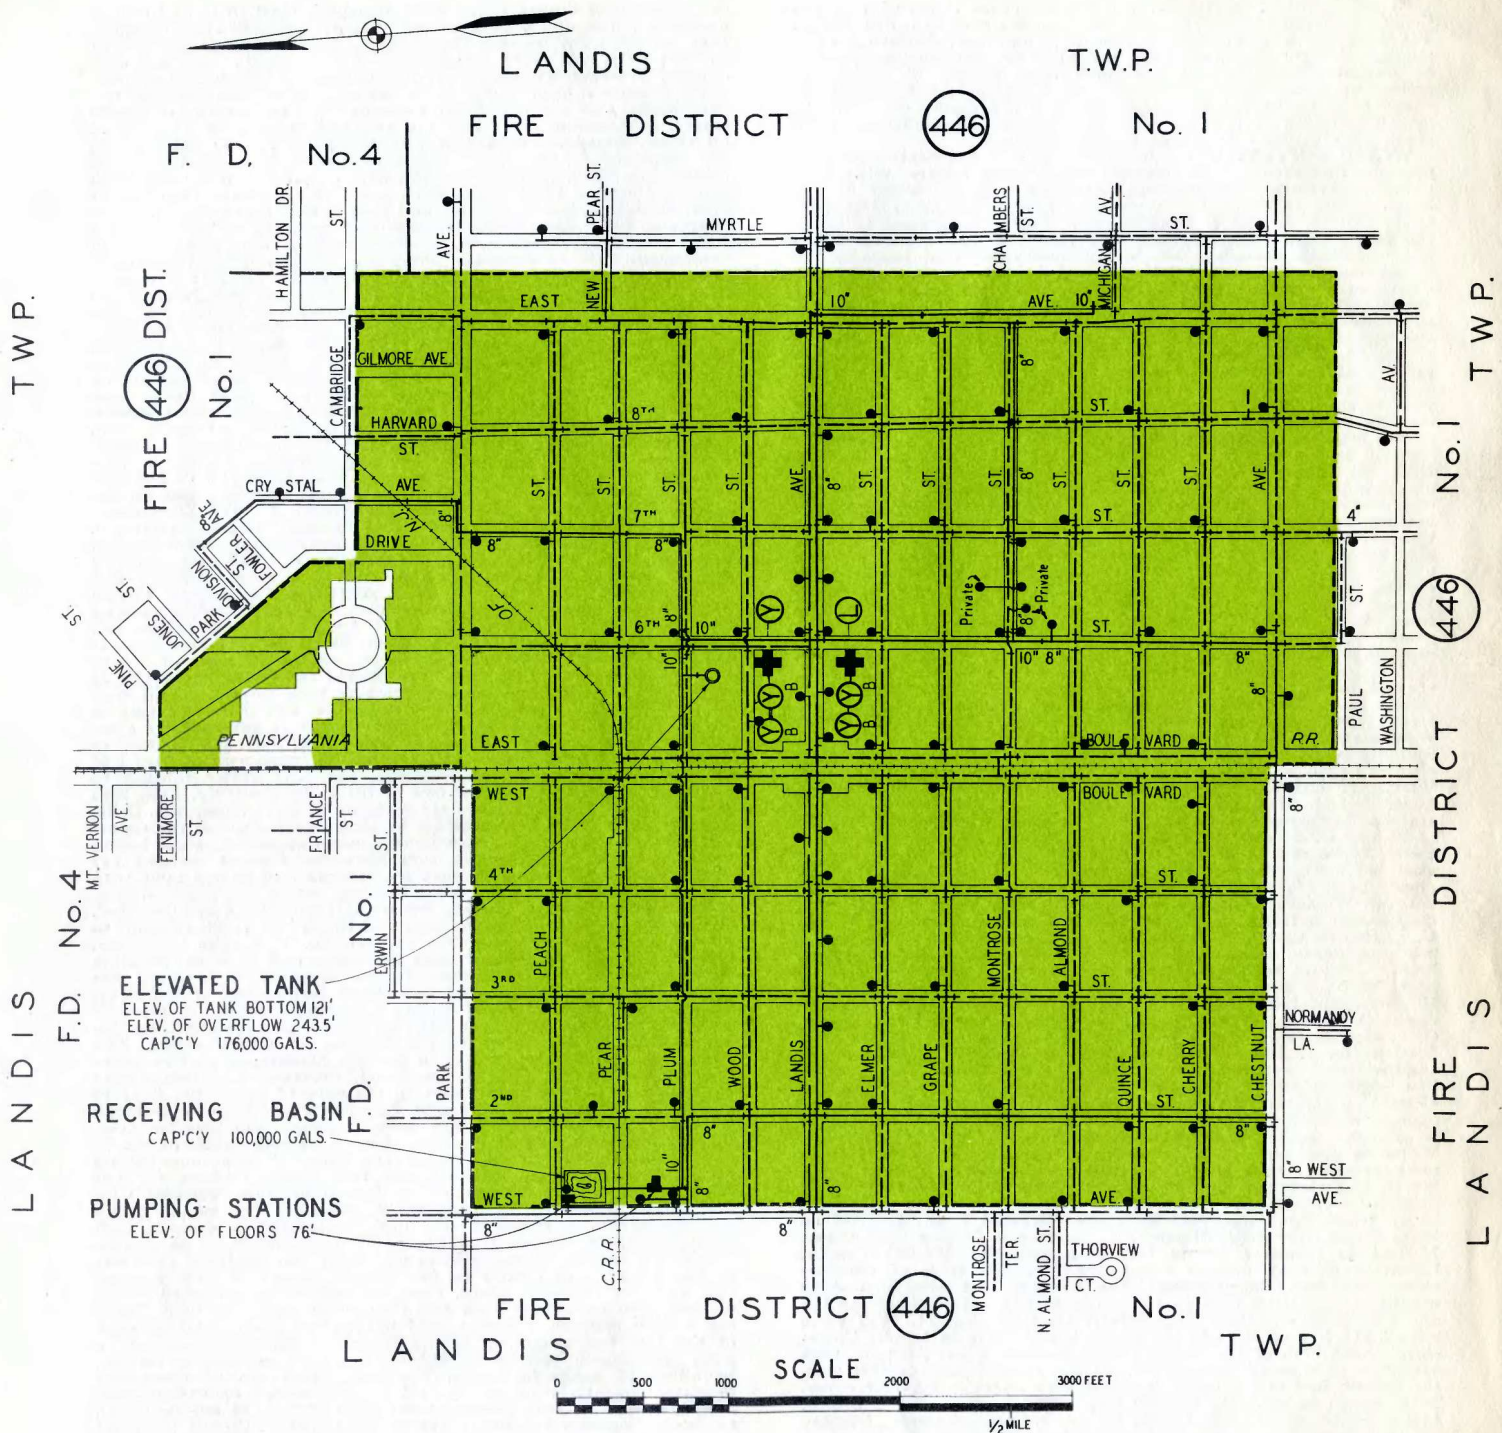 LANDIS T.W.P.
FIRE DISTRICT 446 No. 1
F. D. No. 4
HAMILTON DR.
ST.
AVE.
NEW PEAR ST.
MYRTLE ST.
CHAMBERS ST.
MICHIGAN AV.
TWP.
FIRE 446 DIST.
No. 1
EAST AVE.
10" 10"
CAMBRIDGE
GILMORE AVE.
HARVARD ST.
8TH ST.
8"
AV.
TWP.
No. 1
CRYSTAL AVE.
8"
AVE.
8"
FOWLER ST.
DIVISION
PARK DRIVE
JONES ST.
PINE ST.
N.J.
OF
ST. ST. ST. ST. AVE. ST. ST. ST. ST. ST. ST. AVE.
8" 8"
7TH ST.
4"
8" 8"
Private Private
Y L
8"
6TH ST.
8" 10"
10" 10" 8" 8"
8"
ST.
446
Y B Y B
Y B Y B
PAUL
WASHINGTON
PENNSYLVANIA R.R.
EAST BOULEVARD
WEST BOULEVARD
MT. VERNON AVE.
FENIMORE ST.
FRIANCE ST.
ERWIN ST.
8"
4TH ST.
LANDIS F.D. No. 4
F.D. No. 1
DISTRICT
PEACH
MONTROSE
ALMOND
3RD ST.
ELEVATED TANK
ELEV. OF TANK BOTTOM 121'
ELEV. OF OVERFLOW 243.5'
CAP'C'Y 176,000 GALS.
NORMANDY LA.
PARK
PEAR
PLUM
WOOD
LANDIS
ELMER
GRAPE
QUINCE
CHERRY
CHESTNUT
2ND ST.
RECEIVING BASIN
CAP'C'Y 100,000 GALS.
8" 8"
10"
8" 8"
8" WEST AVE.
WEST AVE.
PUMPING STATIONS
ELEV. OF FLOORS 76'
8" 8"
C.R.R.
MONTROSE TER.
N. ALMOND ST.
THORVIEW CT.
FIRE
LANDIS
FIRE DISTRICT 446 No. 1
LANDIS TWP.
SCALE
0 500 1000 2000 3000 FEET
1/2 MILE